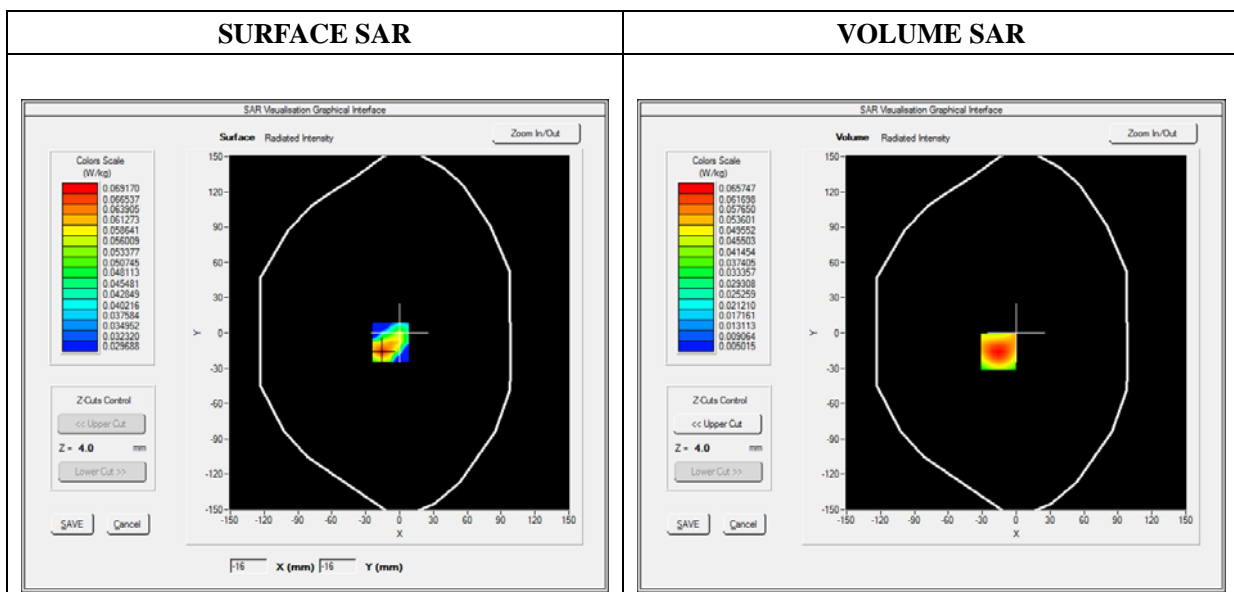 SURFACE SAR
VOLUME SAR
SAR Visualisation Graphical Interface
Surface Radiated Intensity
Zoom In/Out
Colors Scale
(W/kg)
0.069170
0.066537
0.063905
0.061273
0.058641
0.056009
0.053377
0.050745
0.048113
0.045481
0.042849
0.040216
0.037584
0.034952
0.032320
0.029688
Z-Cuts Control
<< Upper Cut
Z = 4.0 mm
Lower Cut >>
SAVE Cancel
150
120
90
60
30
0
-30
-60
-90
-120
-150
Y
-150 -120 -90 -60 -30 0 30 60 90 120 150
X
-16 X (mm) -16 Y (mm)
SAR Visualisation Graphical Interface
Volume Radiated Intensity
Zoom In/Out
Colors Scale
(W/kg)
0.065747
0.061698
0.057650
0.053601
0.049552
0.045503
0.041454
0.037405
0.033357
0.029308
0.025259
0.021210
0.017161
0.013113
0.009064
0.005015
Z-Cuts Control
<< Upper Cut
Z = 4.0 mm
Lower Cut >>
SAVE Cancel
150
120
90
60
30
0
-30
-60
-90
-120
-150
Y
-150 -120 -90 -60 -30 0 30 60 90 120 150
X